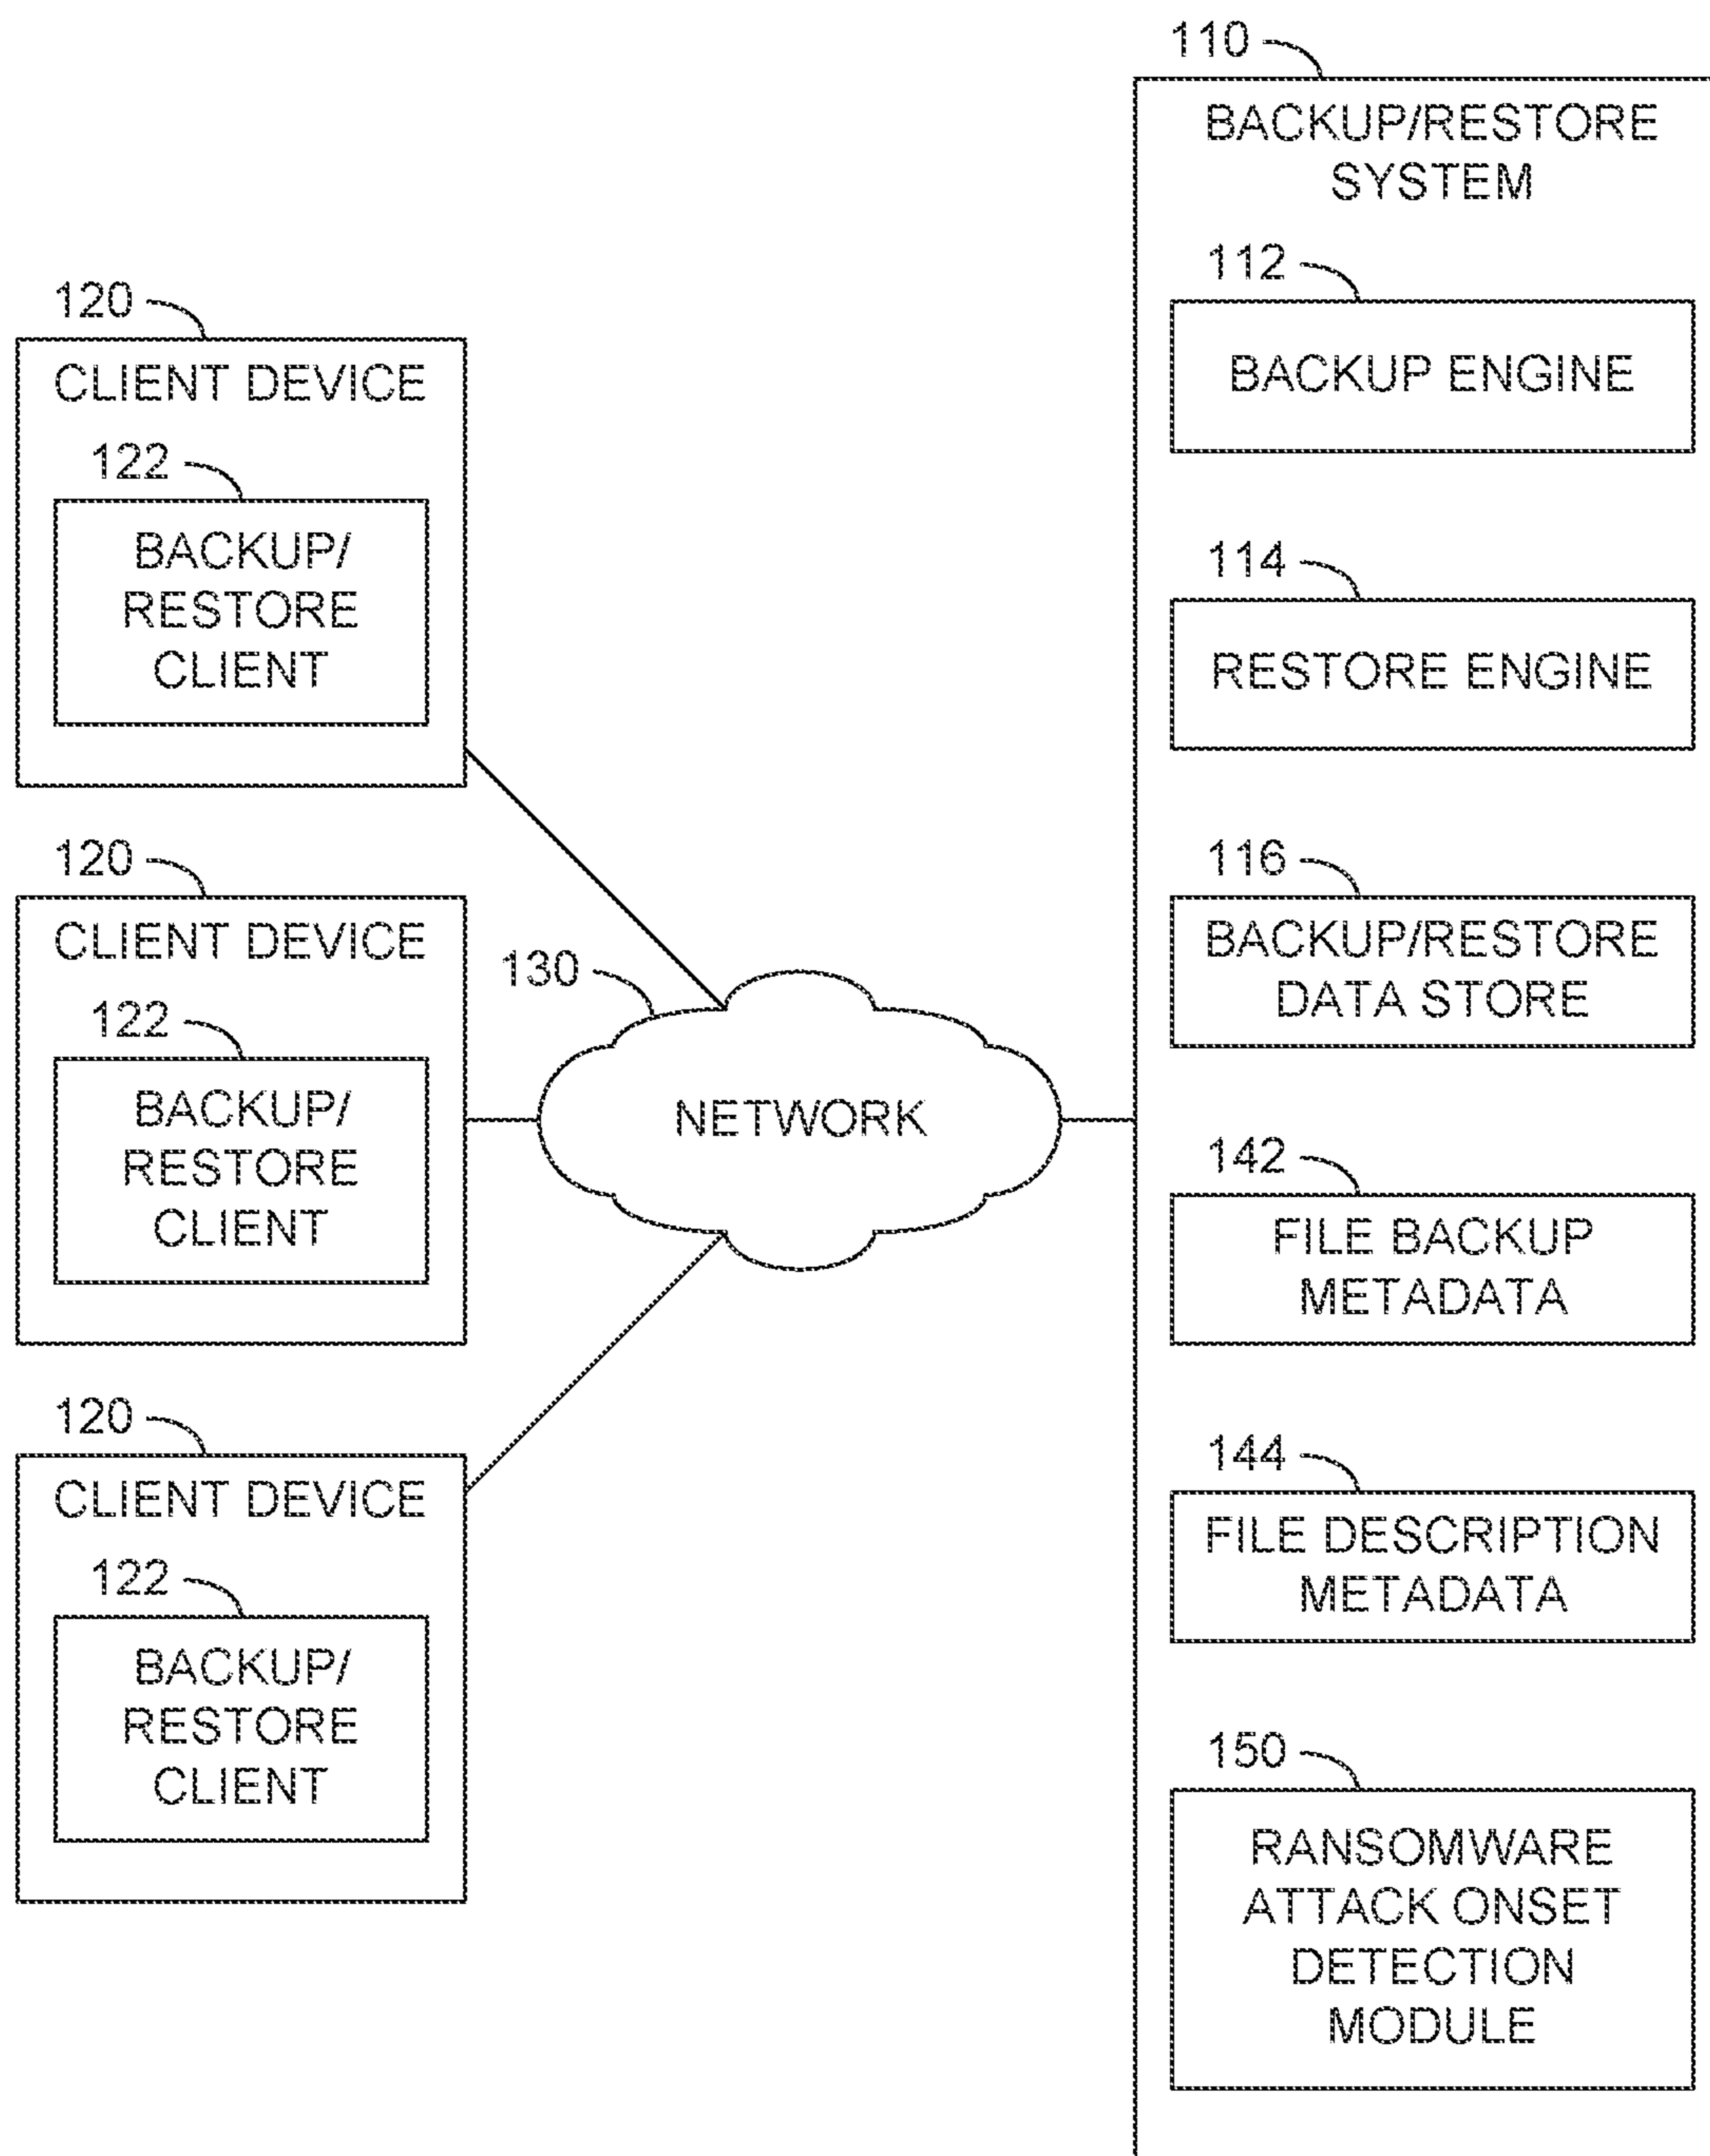 110
BACKUP/RESTORE
SYSTEM
112
BACKUP ENGINE
114
RESTORE ENGINE
116
BACKUP/RESTORE
DATA STORE
142
FILE BACKUP
METADATA
144
FILE DESCRIPTION
METADATA
150
RANSOMWARE
ATTACK ONSET
DETECTION
MODULE
120
CLIENT DEVICE
122
BACKUP/
RESTORE
CLIENT
120
CLIENT DEVICE
122
BACKUP/
RESTORE
CLIENT
120
CLIENT DEVICE
122
BACKUP/
RESTORE
CLIENT
130
NETWORK